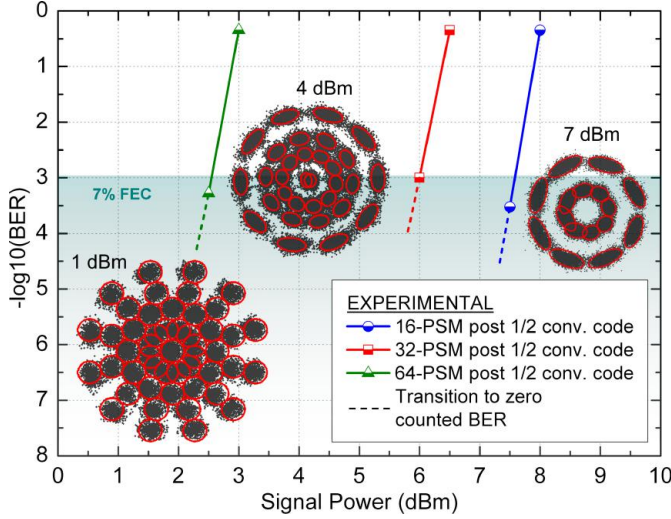 0
1
2
3
4
5
6
7
8
-log10(BER)
4 dBm
7 dBm
7% FEC
1 dBm
EXPERIMENTAL
16-PSM post 1/2 conv. code
32-PSM post 1/2 conv. code
64-PSM post 1/2 conv. code
Transition to zero
counted BER
0 1 2 3 4 5 6 7 8 9 10
Signal Power (dBm)